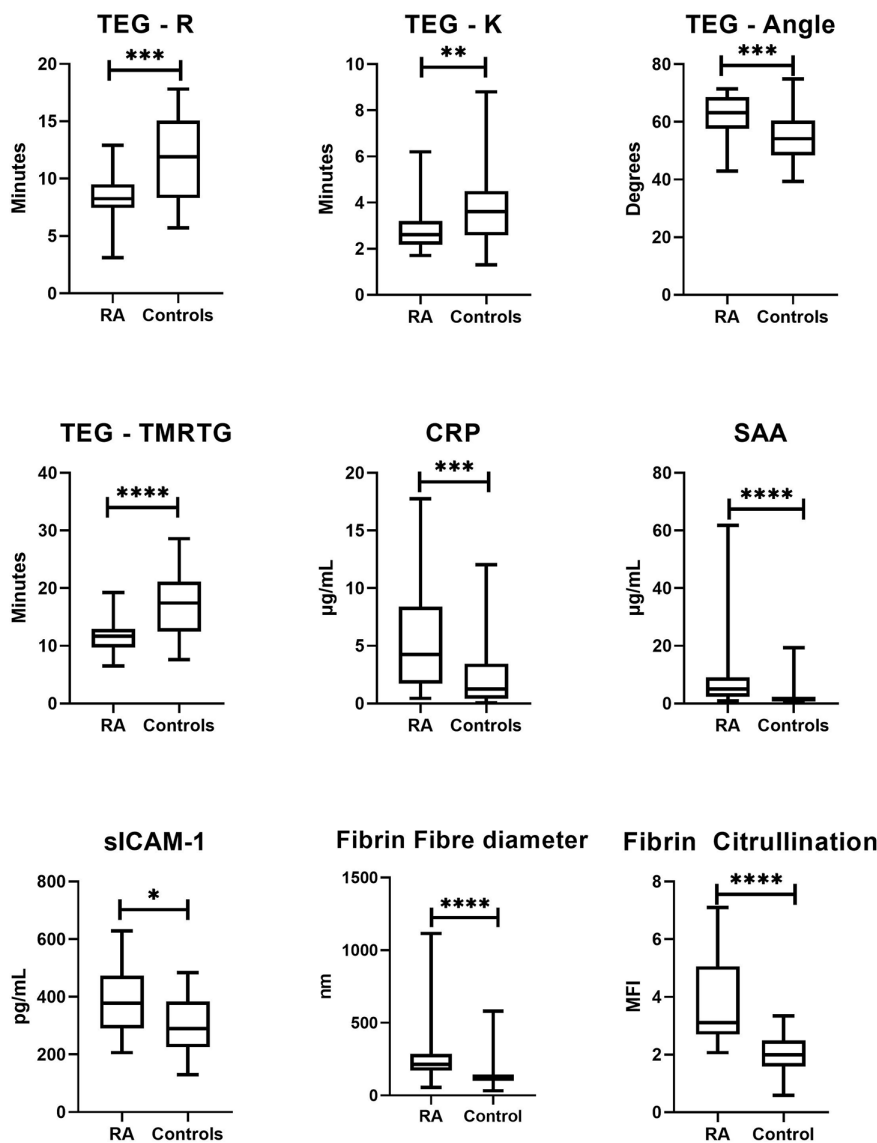 TEG - R
***
20
15
10
5
0
Minutes
RA Controls
TEG - K
**
10
8
6
4
2
0
Minutes
RA Controls
TEG - Angle
***
80
60
40
20
0
Degrees
RA Controls
TEG - TMRTG
****
40
30
20
10
0
Minutes
RA Controls
CRP
***
20
15
10
5
0
µg/mL
RA Controls
SAA
****
80
60
40
20
0
µg/mL
RA Controls
sICAM-1
*
800
600
400
200
0
pg/mL
RA Controls
Fibrin Fibre diameter
****
1500
1000
500
0
nm
RA Control
Fibrin Citrullination
****
8
6
4
2
0
MFI
RA Control